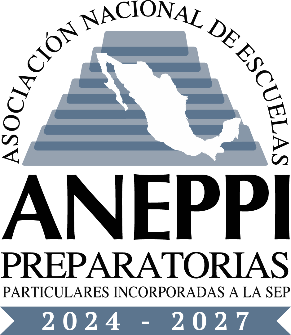 ASOCIACIÓN NACIONAL DE ESCUELAS
ANEPPI
PREPARATORIAS
PARTICULARES INCORPORADAS A LA SEP
2024 - 2027